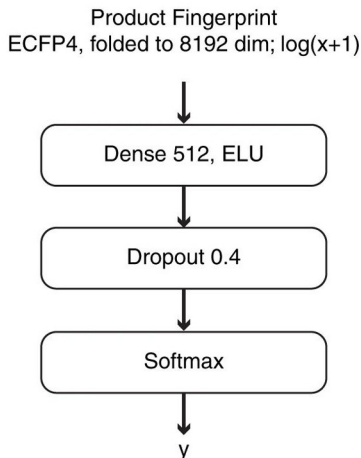 Product Fingerprint
ECFP4, folded to 8192 dim; log(x+1)
Dense 512, ELU
Dropout 0.4
Softmax
y